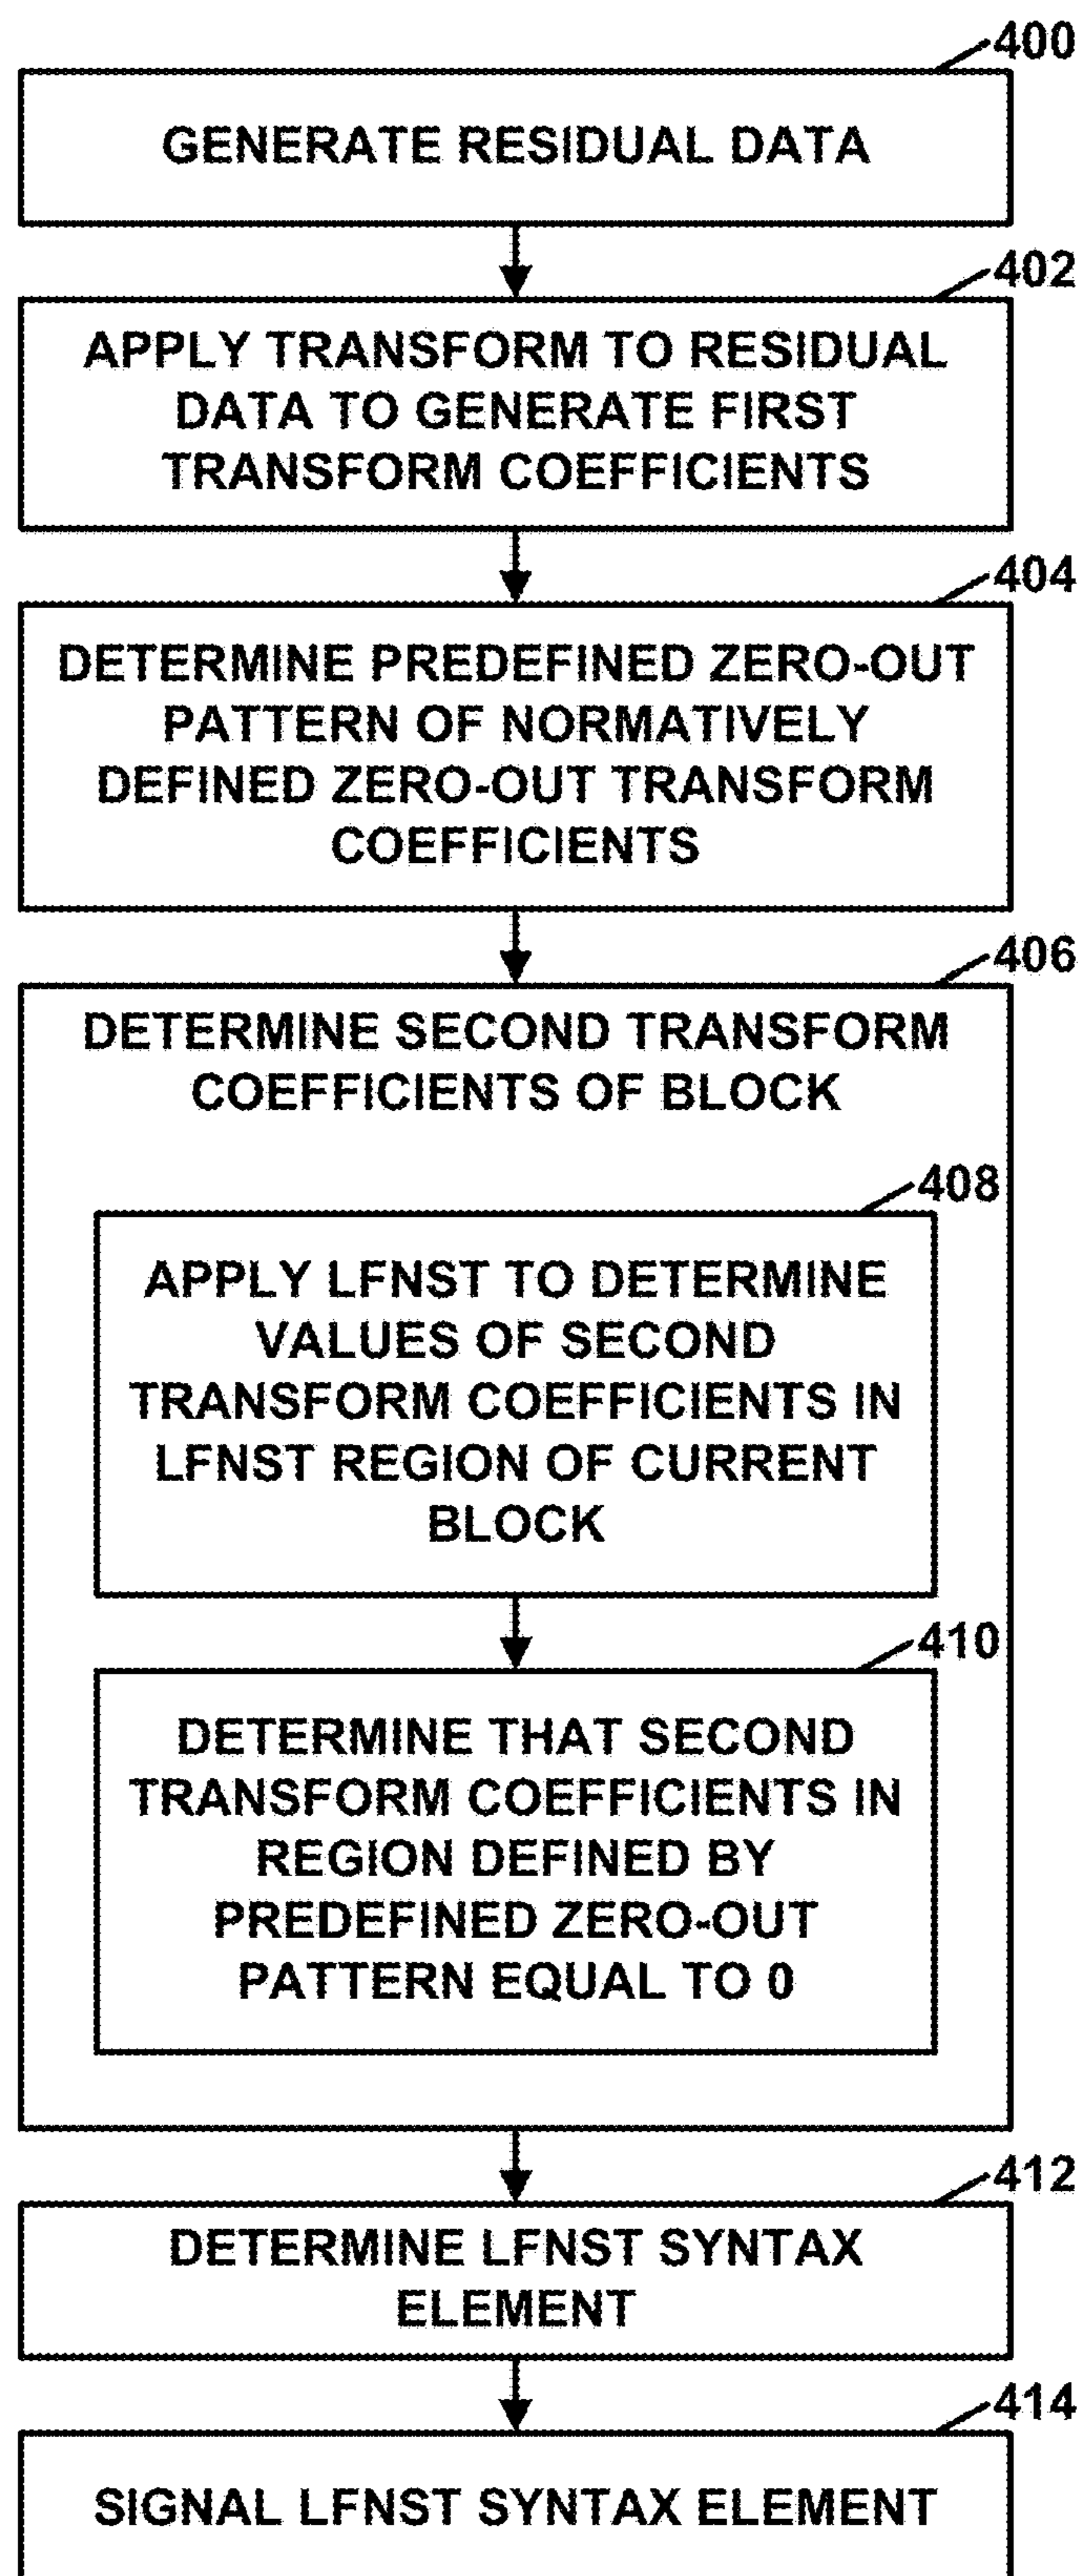 400
GENERATE RESIDUAL DATA
402
APPLY TRANSFORM TO RESIDUAL
DATA TO GENERATE FIRST
TRANSFORM COEFFICIENTS
404
DETERMINE PREDEFINED ZERO-OUT
PATTERN OF NORMATIVELY
DEFINED ZERO-OUT TRANSFORM
COEFFICIENTS
406
DETERMINE SECOND TRANSFORM
COEFFICIENTS OF BLOCK
408
APPLY LFNST TO DETERMINE
VALUES OF SECOND
TRANSFORM COEFFICIENTS IN
LFNST REGION OF CURRENT
BLOCK
410
DETERMINE THAT SECOND
TRANSFORM COEFFICIENTS IN
REGION DEFINED BY
PREDEFINED ZERO-OUT
PATTERN EQUAL TO 0
412
DETERMINE LFNST SYNTAX
ELEMENT
414
SIGNAL LFNST SYNTAX ELEMENT